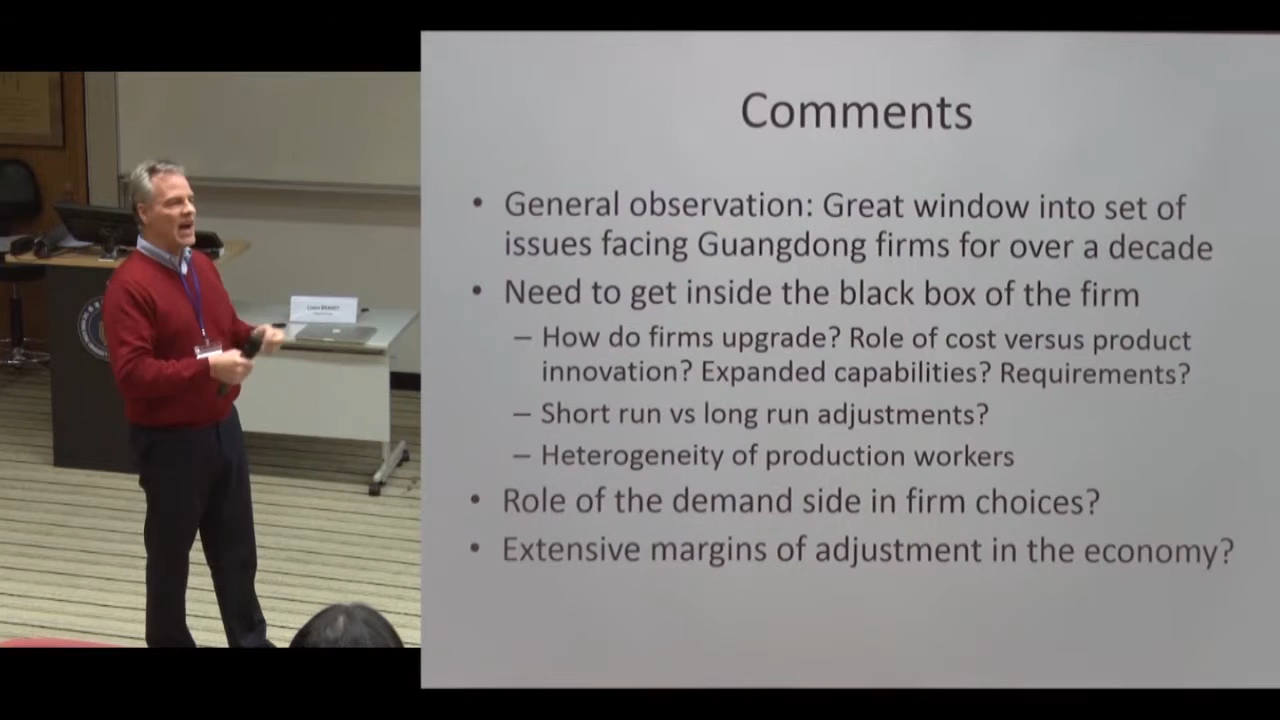 Comments
• General observation: Great window into set of
issues facing Guangdong firms for over a decade
• Need to get inside the black box of the firm
– How do firms upgrade? Role of cost versus product
innovation? Expanded capabilities? Requirements?
– Short run vs long run adjustments?
– Heterogeneity of production workers
• Role of the demand side in firm choices?
• Extensive margins of adjustment in the economy?